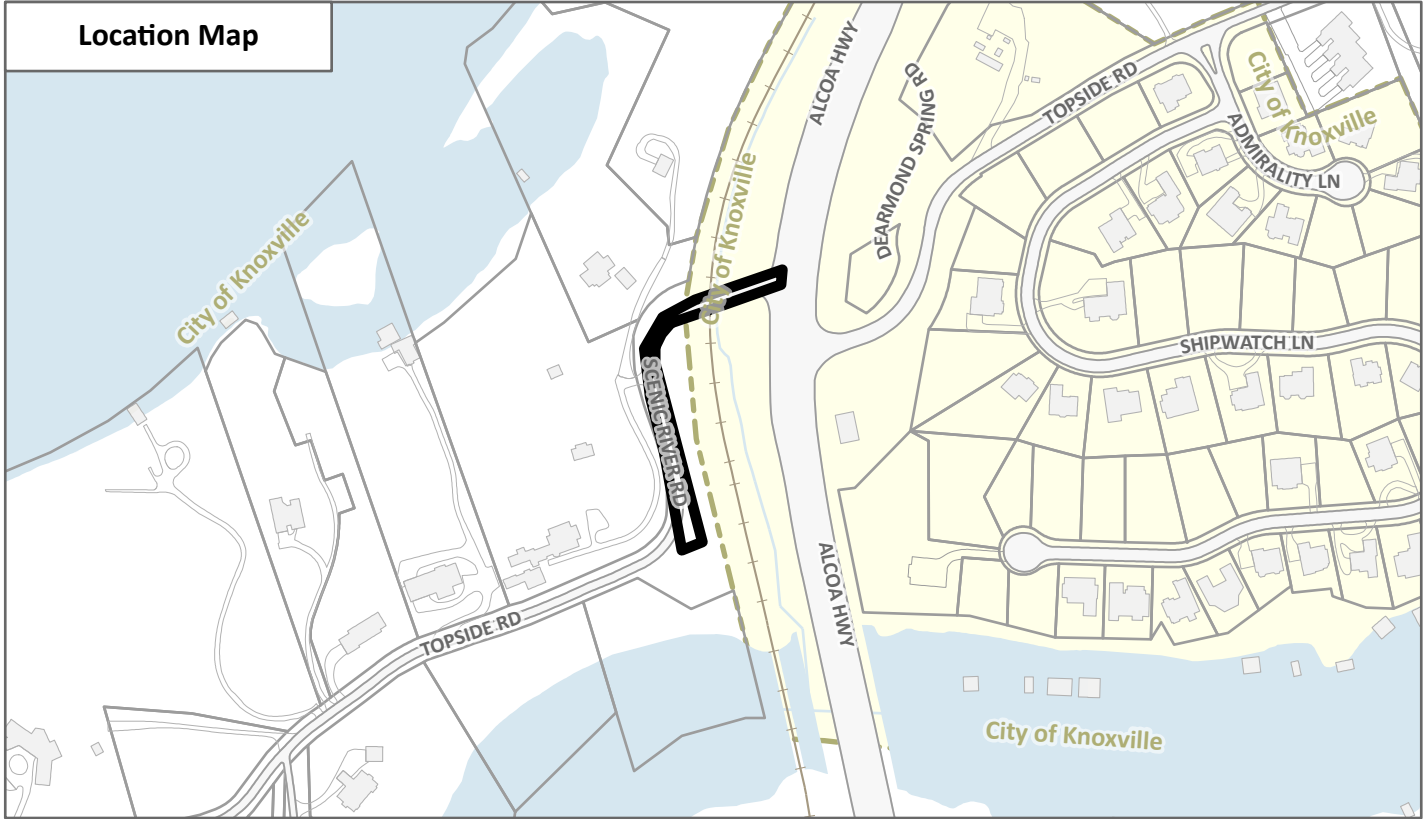 Location Map
ALCOA HWY
DEARMOND SPRING RD
TOPSIDE RD
City of Knoxville
ADMIRALITY LN
City of Knoxville
City of Knoxville
SHIPWATCH LN
SCENIC RIVER RD
ALCOA HWY
TOPSIDE RD
City of Knoxville